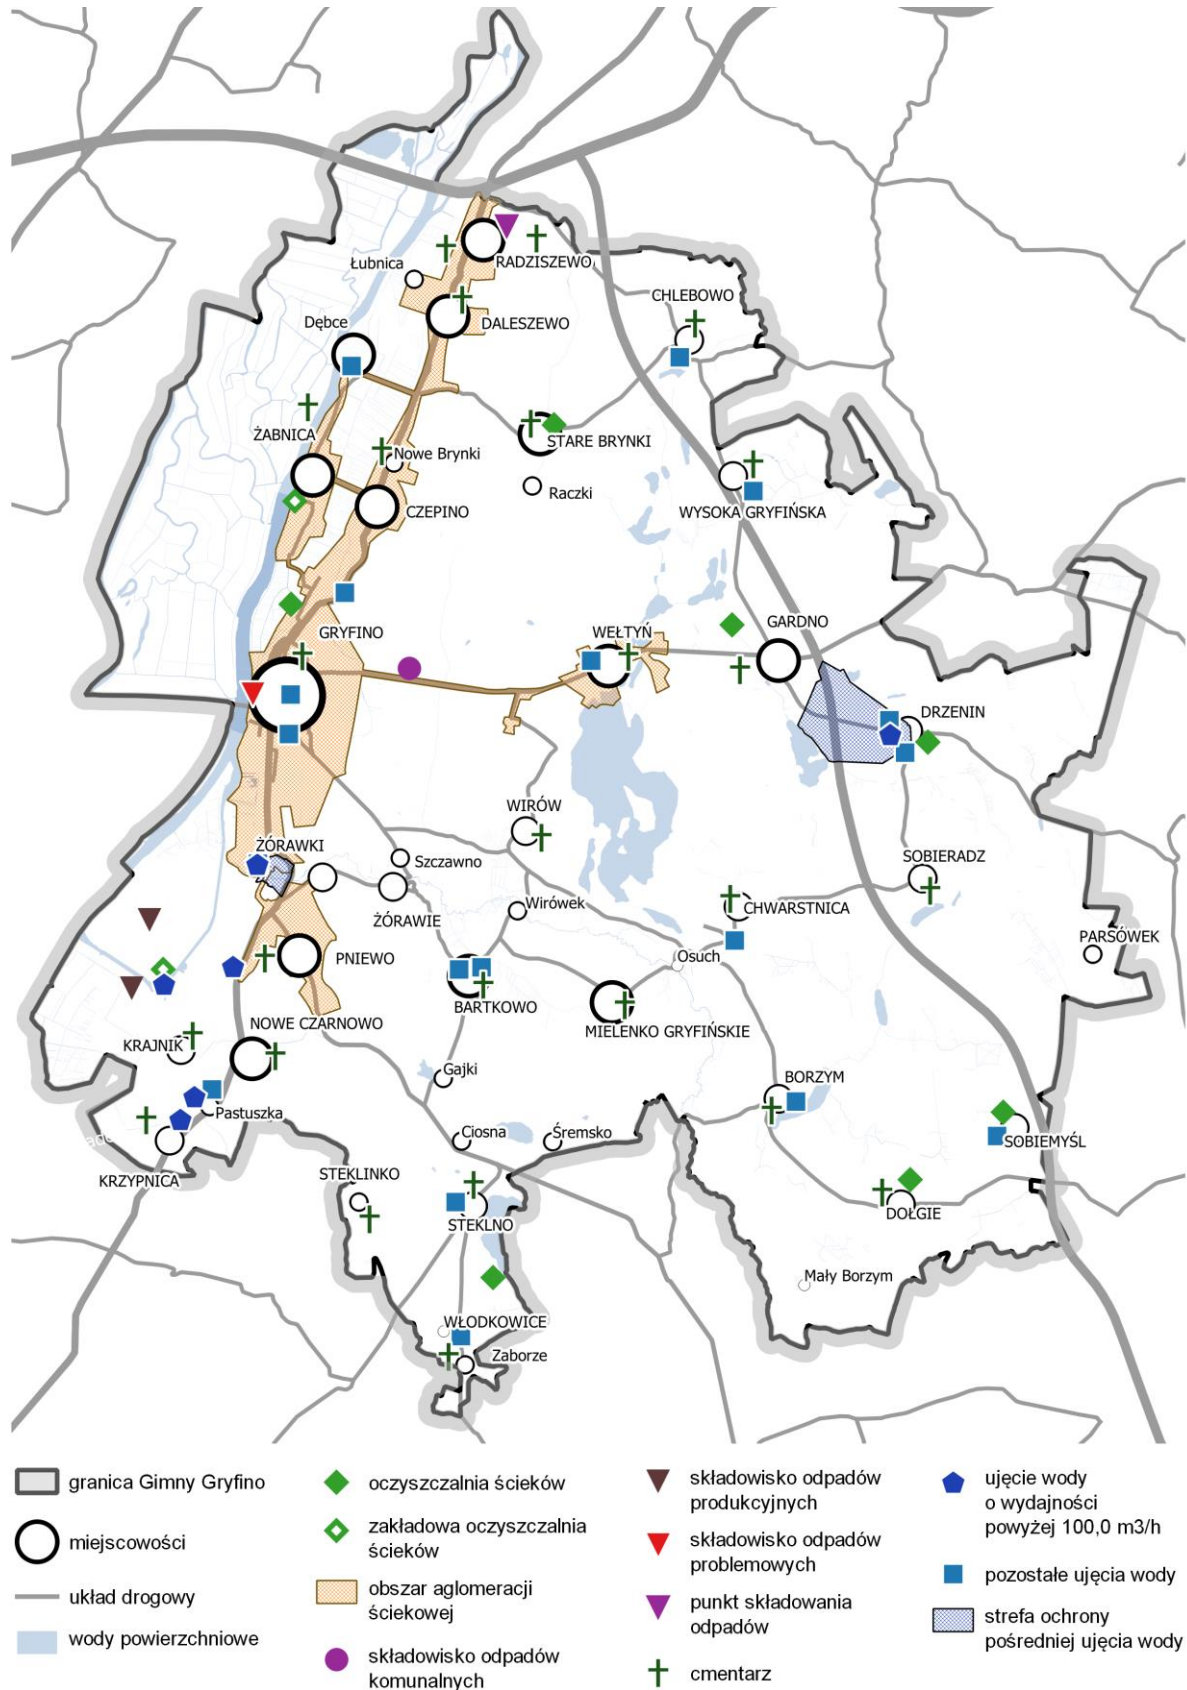 RADZISZEWO
Łubnica
CHLEBOWO
Dębce
DALESZEWO
ŻABNICA
STARE BRYNKI
Nowe Brynki
Raczki
CZEPINO
WYSOKA GRYFIŃSKA
GRYFINO
WEŁTYŃ
GARDNO
DRZENIN
WIRÓW
ŻÓRAWKI
Szczawno
SOBIERADZ
ŻÓRAWIE
Wirówek
CHWARSTNICA
PARSÓWEK
PNIEWO
Osuch
BARTKOWO
NOWE CZARNOWO
MIELENKO GRYFIŃSKIE
KRAJNIK
Gajki
BORZYM
Pastuszka
Ciosna
Śremsko
SOBIEMYŚL
KRZYPNICA
STEKLINKO
STEKLNO
DOŁGIE
Mały Borzym
WŁODKOWICE
Zaborze
granica Gimny Gryfino
miejscowości
układ drogowy
wody powierzchniowe
oczyszczalnia ścieków
zakładowa oczyszczalnia
ścieków
obszar aglomeracji
ściekowej
składowisko odpadów
komunalnych
składowisko odpadów
produkcyjnych
składowisko odpadów
problemowych
punkt składowania
odpadów
cmentarz
ujęcie wody
o wydajności
powyżej 100,0 m3/h
pozostałe ujęcia wody
strefa ochrony
pośredniej ujęcia wody